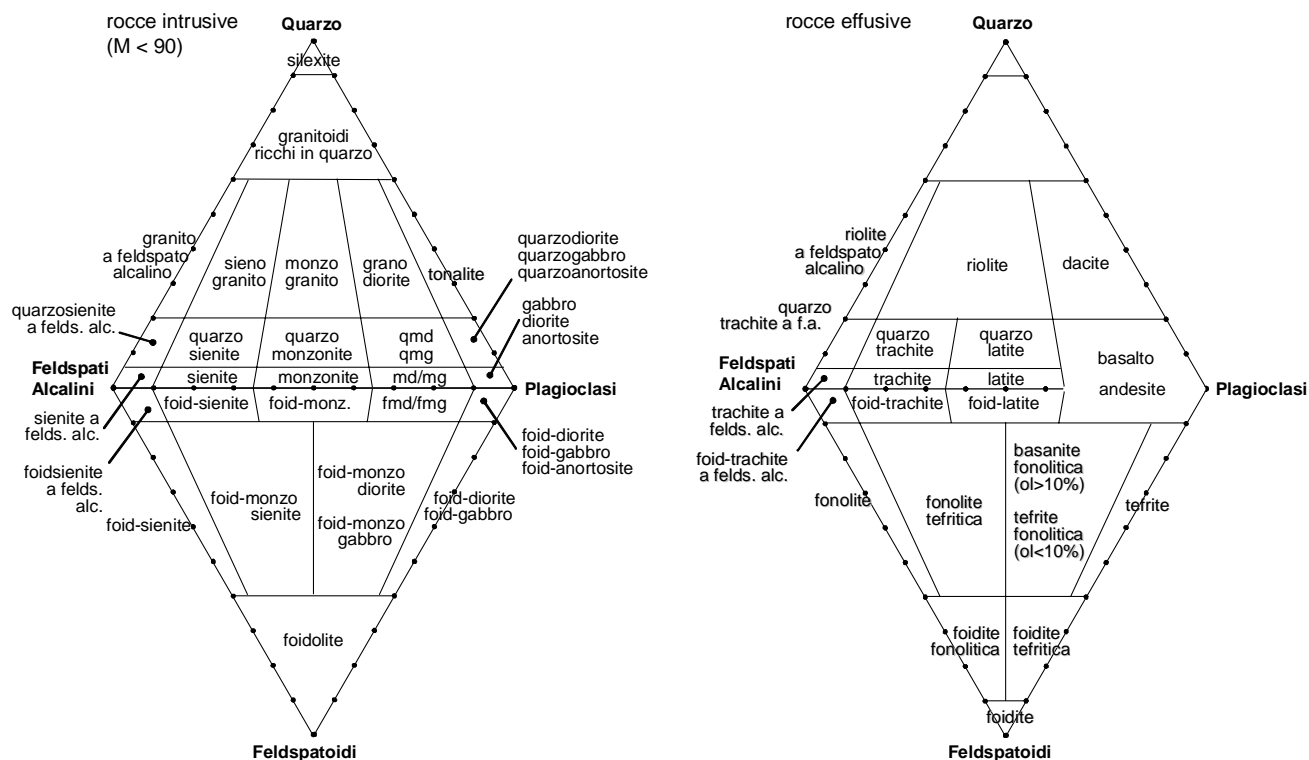 rocce intrusive
(M < 90)
Quarzo
silexite
granitoidi
ricchi in quarzo
granito
a feldspato
alcalino
sieno
granito
monzo
granito
grano
diorite
tonalite
quarzodiorite
quarzogabbro
quarzoanortosite
quarzosienite
a felds. alc.
gabbro
diorite
anortosite
quarzo
sienite
quarzo
monzonite
qmd
qmg
Feldspati
Alcalini
sienite
monzonite
md/mg
Plagioclasi
foid-sienite
foid-monz.
fmd/fmg
sienite a
felds. alc.
foidsienite
a felds.
alc.
foid-diorite
foid-gabbro
foid-anortosite
foid-monzo
sienite
foid-monzo
diorite
foid-monzo
gabbro
foid-diorite
foid-gabbro
foid-sienite
foidolite
Feldspatoidi
rocce effusive
Quarzo
riolite
a feldspato
alcalino
riolite
dacite
quarzo
trachite a f.a.
quarzo
trachite
quarzo
latite
basalto
andesite
Feldspati
Alcalini
trachite
latite
Plagioclasi
foid-trachite
foid-latite
trachite a
felds. alc.
foid-trachite
a felds. alc.
fonolite
fonolite
tefritica
basanite
fonolitica
(ol>10%)
tefrite
fonolitica
(ol<10%)
tefrite
foidite
fonolitica
foidite
tefritica
foidite
Feldspatoidi